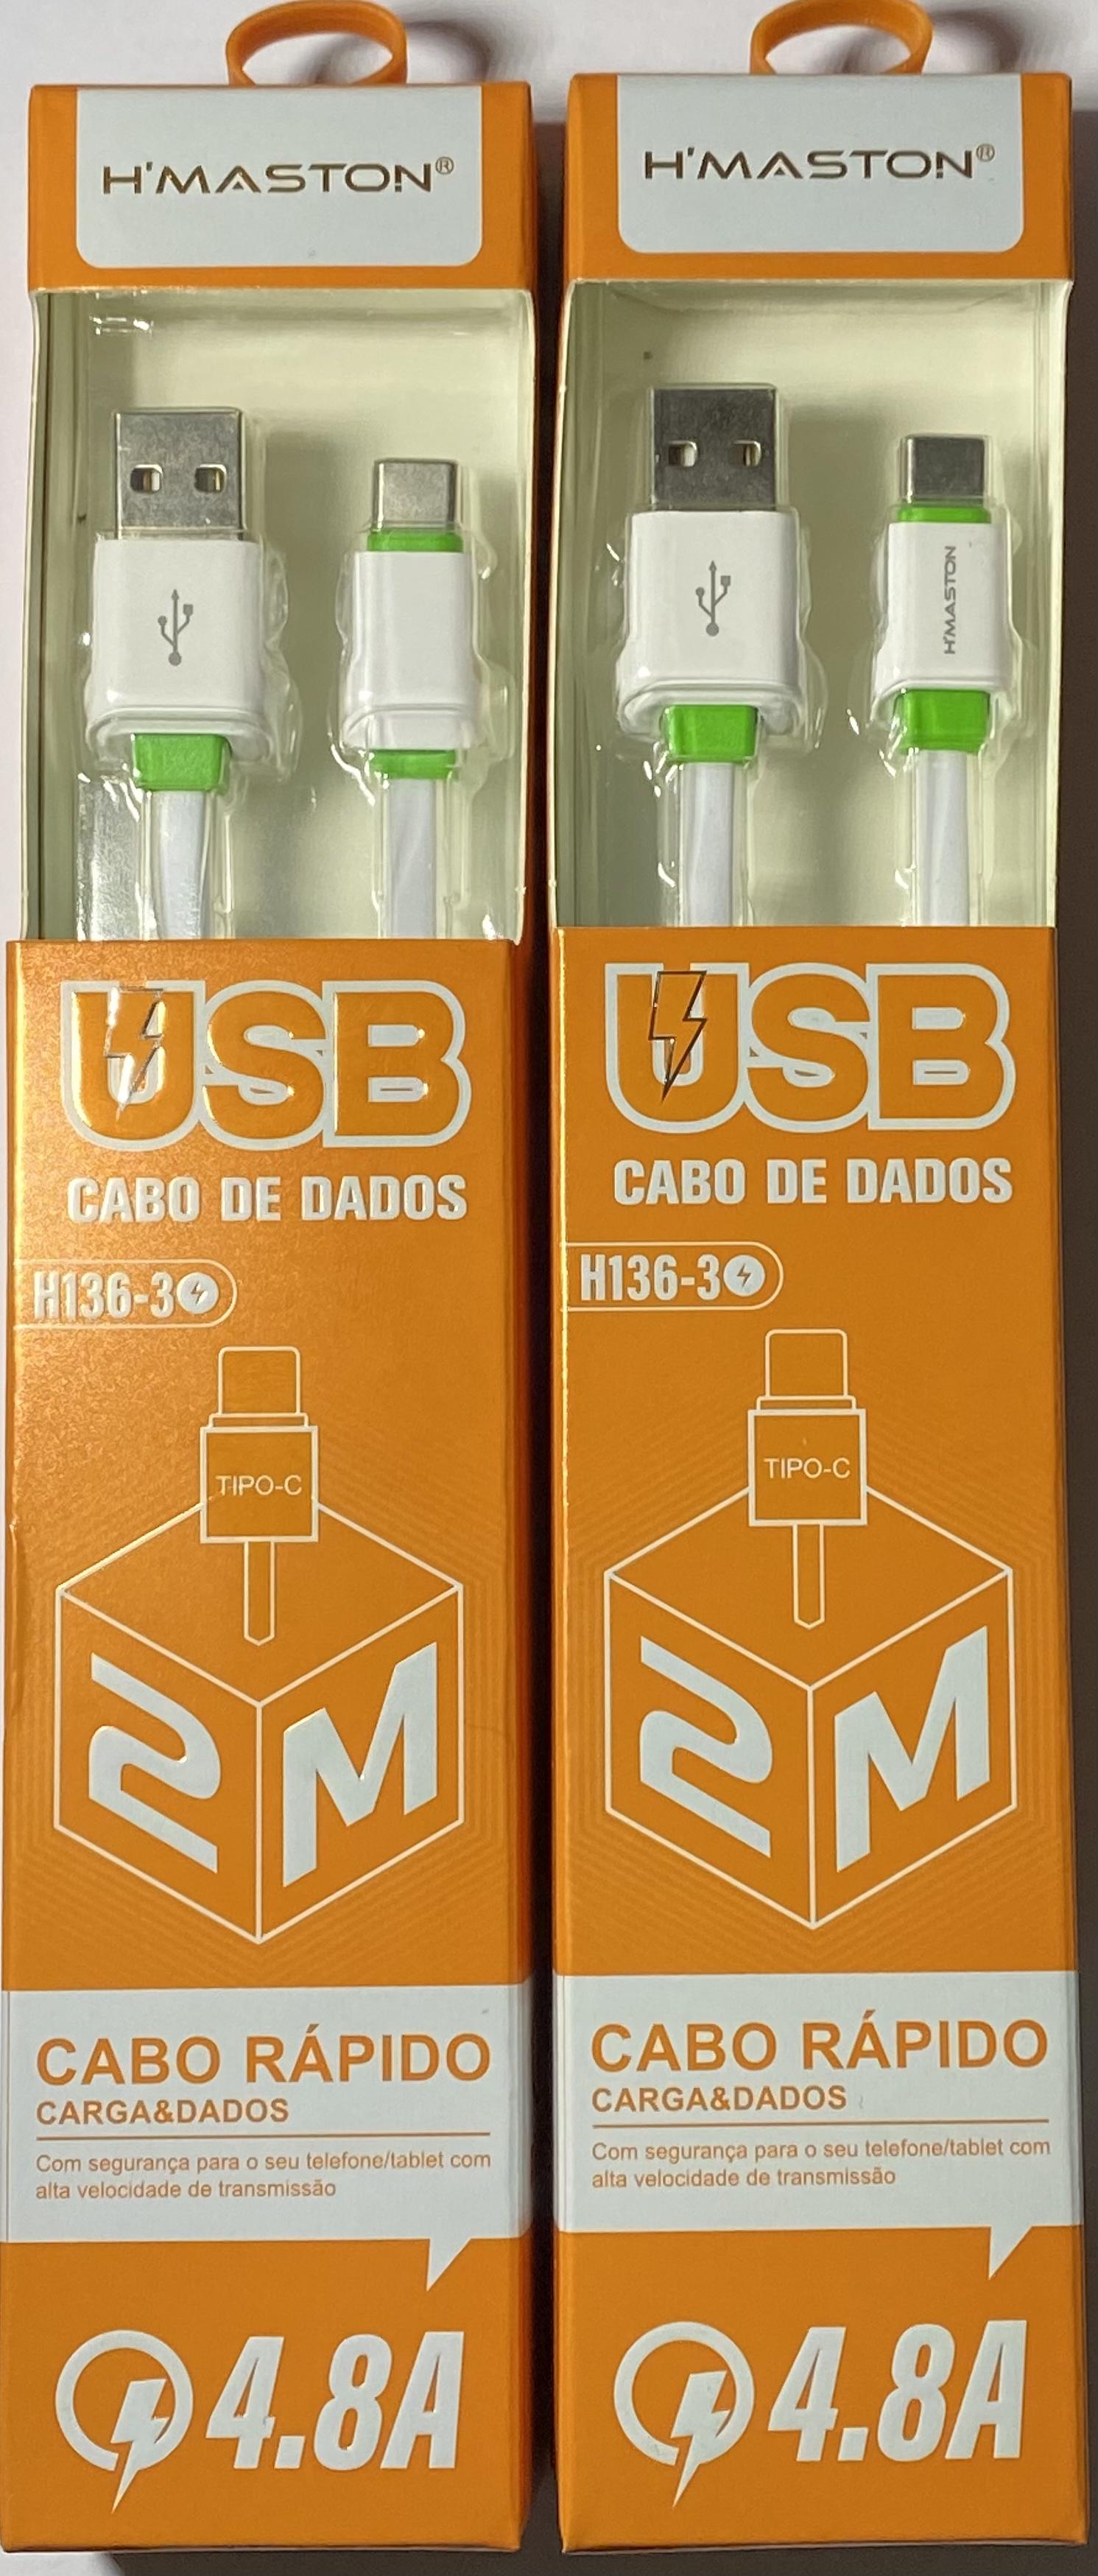 H'MASTON®
USB
CABO DE DADOS
H136-3
TIPO-C
2M
CABO RÁPIDO
CARGA&DADOS
Com segurança para o seu telefone/tablet com
alta velocidade de transmissão
4.8A
H'MASTON®
H'MASTON
USB
CABO DE DADOS
H136-3
TIPO-C
2M
CABO RÁPIDO
CARGA&DADOS
Com segurança para o seu telefone/tablet com
alta velocidade de transmissão
4.8A